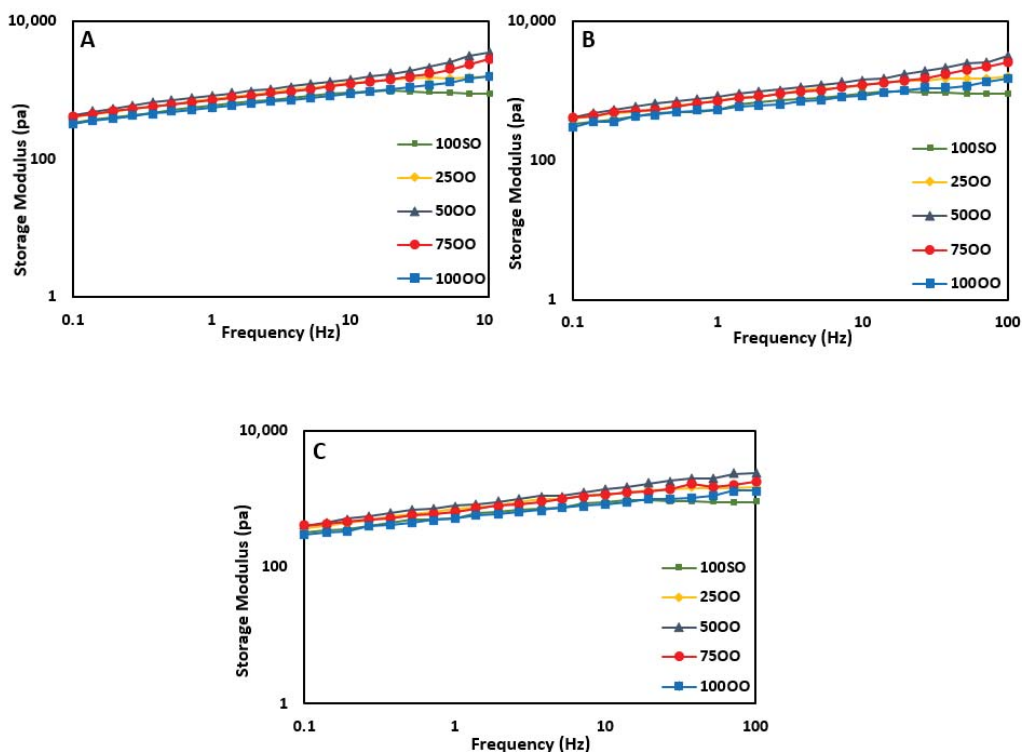 10,000
A
Storage Modulus (pa)
100
1
100SO
25OO
50OO
75OO
100OO
0.1
1
10
10
Frequency (Hz)
10,000
B
Storage Modulus (pa)
100
1
100SO
25OO
50OO
75OO
100OO
0.1
1
10
100
Frequency (Hz)
10,000
C
Storage Modulus (pa)
100
1
100SO
25OO
50OO
75OO
100OO
0.1
1
10
100
Frequency (Hz)